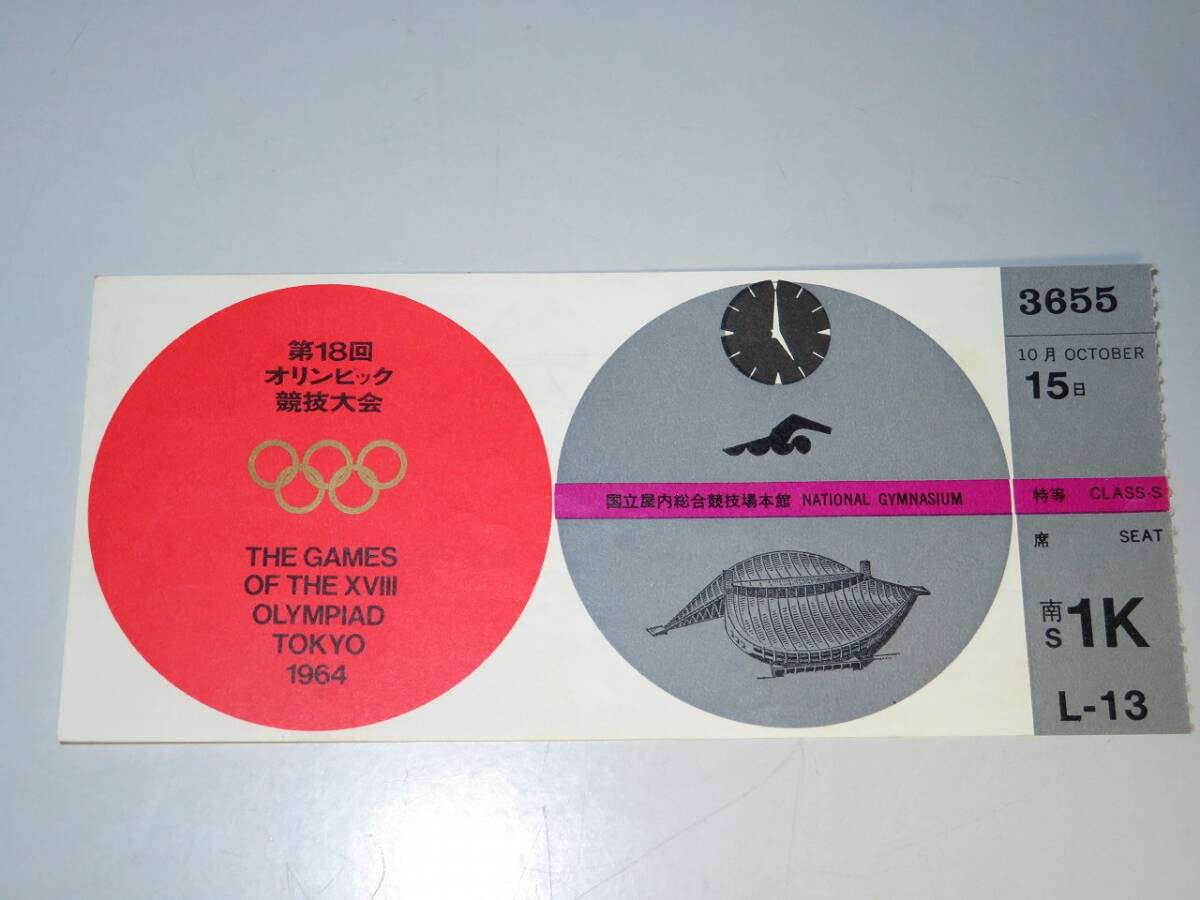 第18回
オリンピック
競技大会
THE GAMES
OF THE XVIII
OLYMPIAD
TOKYO
1964
国立屋内総合競技場本館 NATIONAL GYMNASIUM
3655
10月 OCTOBER
15日
特等 CLASS-S
席 SEAT
南
S 1K
L-13